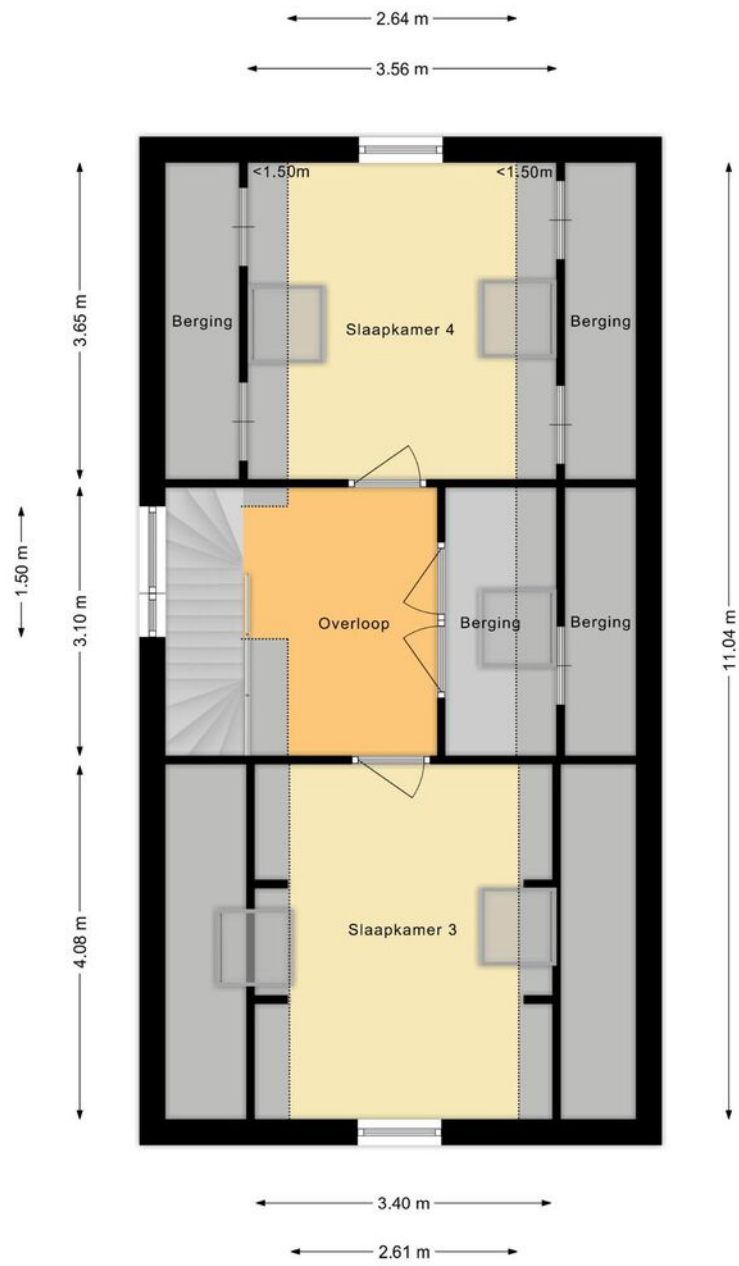 2.64 m
3.56 m
<1.50m
<1.50m
3.65 m
Berging
Slaapkamer 4
Berging
1.50 m
3.10 m
Overloop
Berging
Berging
11.04 m
4.08 m
Slaapkamer 3
3.40 m
2.61 m